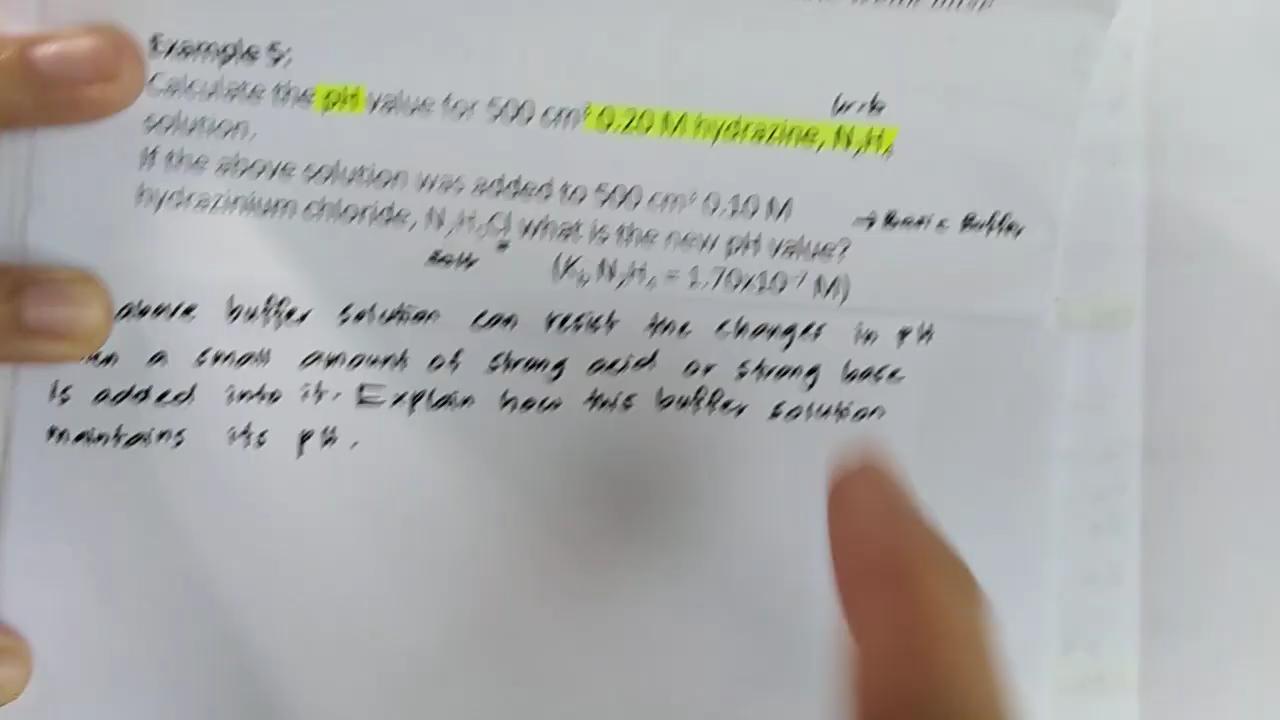 Example 5:
Calculate the pH value for 500 cm³ 0.20 M hydrazine, N₂H₄
solution.
If the above solution was added to 500 cm³ 0.10 M → Basic Buffer
hydrazinium chloride, N₂H₅Cl what is the new pH value?
salt (K_b N₂H₄ = 1.70x10⁻⁷ M)
above buffer solution can resist the changes in pH
a small amount of strong acid or strong base
is added into it. Explain how this buffer solution
maintains its pH.